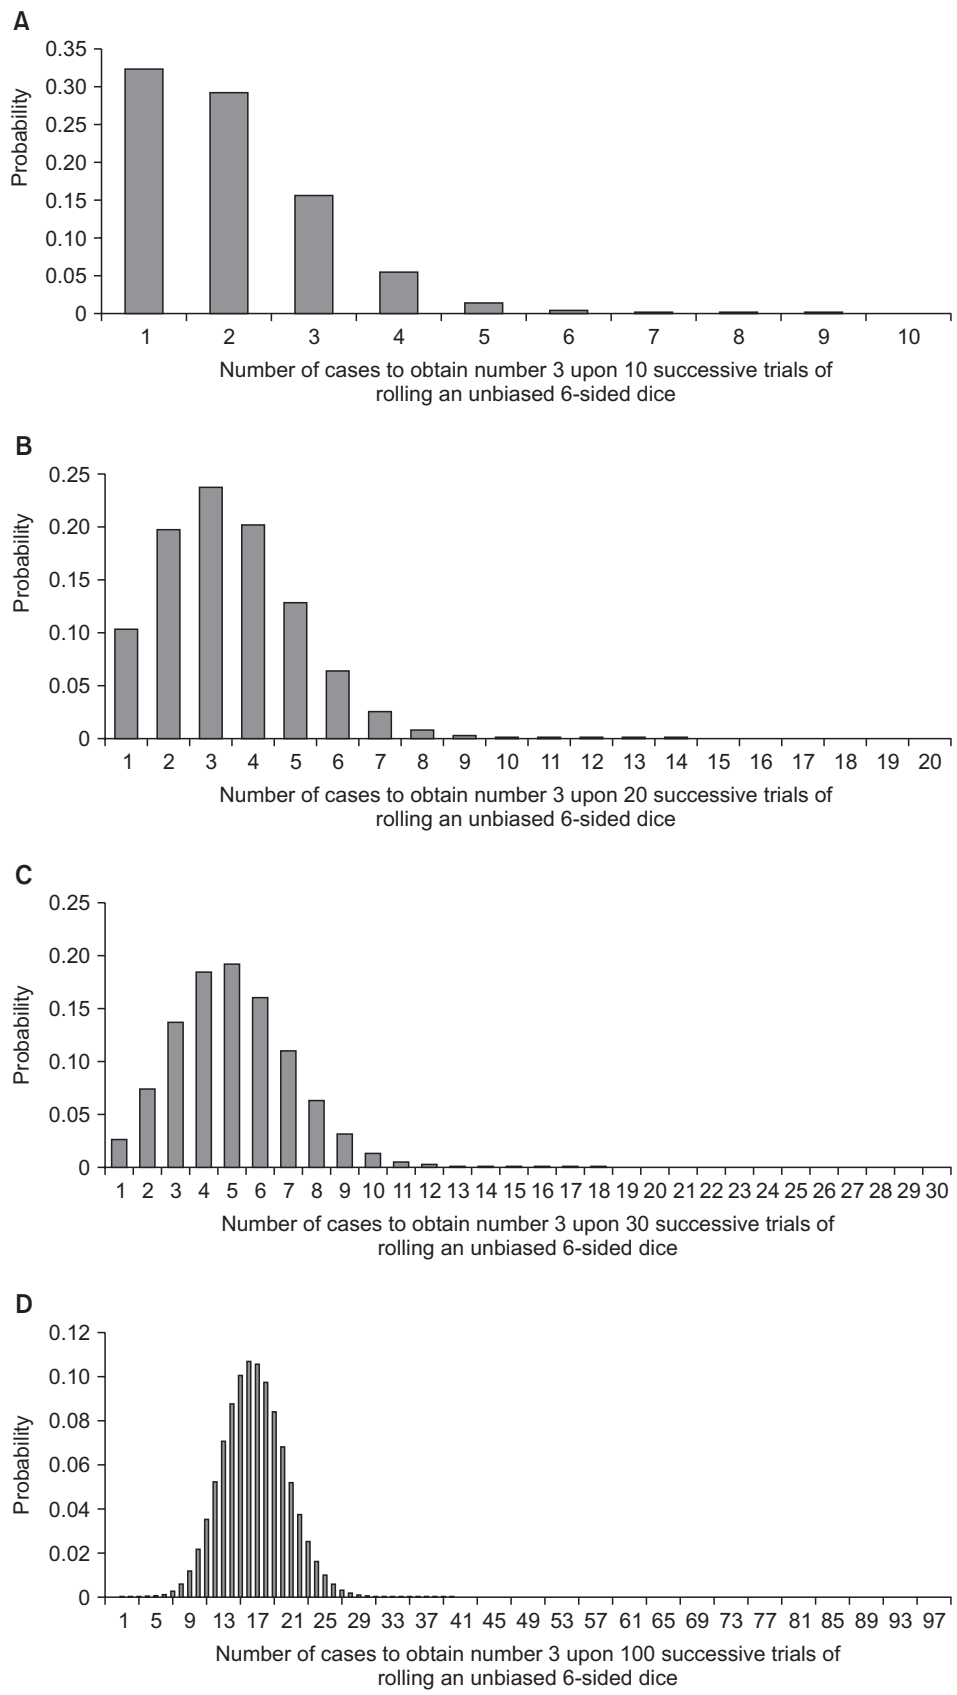 A
Probability
0.35
0.30
0.25
0.20
0.15
0.10
0.05
0
1 2 3 4 5 6 7 8 9 10
Number of cases to obtain number 3 upon 10 successive trials of
rolling an unbiased 6-sided dice
B
Probability
0.25
0.20
0.15
0.10
0.05
0
1 2 3 4 5 6 7 8 9 10 11 12 13 14 15 16 17 18 19 20
Number of cases to obtain number 3 upon 20 successive trials of
rolling an unbiased 6-sided dice
C
Probability
0.25
0.20
0.15
0.10
0.05
0
1 2 3 4 5 6 7 8 9 10 11 12 13 14 15 16 17 18 19 20 21 22 23 24 25 26 27 28 29 30
Number of cases to obtain number 3 upon 30 successive trials of
rolling an unbiased 6-sided dice
D
Probability
0.12
0.10
0.08
0.06
0.04
0.02
0
1 5 9 13 17 21 25 29 33 37 41 45 49 53 57 61 65 69 73 77 81 85 89 93 97
Number of cases to obtain number 3 upon 100 successive trials of
rolling an unbiased 6-sided dice